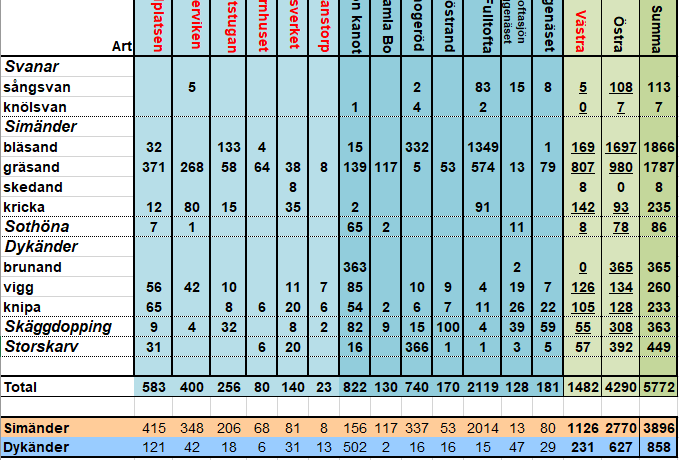 Art lplatsen erviken tstugan rnhuset sverket anstorp on kanot amla Bo nogeröd östrand Fulltofta oftasjön genäset genäset Västra Östra Summa
Svanar
sångsvan 5 2 83 15 8 5 108 113
knölsvan 1 4 2 0 7 7
Simänder
bläsand 32 133 4 15 332 1349 1 169 1697 1866
gräsand 371 268 58 64 38 8 139 117 5 53 574 13 79 807 980 1787
skedand 8 8 0 8
kricka 12 80 15 35 2 91 142 93 235
Sothöna 7 1 65 2 11 8 78 86
Dykänder
brunand 363 2 0 365 365
vigg 56 42 10 11 7 85 10 9 4 19 7 126 134 260
knipa 65 8 6 20 6 54 2 6 7 11 26 22 105 128 233
Skäggdopping 9 4 32 8 2 82 9 15 100 4 39 59 55 308 363
Storskarv 31 6 20 16 366 1 1 3 5 57 392 449
Total 583 400 256 80 140 23 822 130 740 170 2119 128 181 1482 4290 5772
Simänder 415 348 206 68 81 8 156 117 337 53 2014 13 80 1126 2770 3896
Dykänder 121 42 18 6 31 13 502 2 16 16 15 47 29 231 627 858